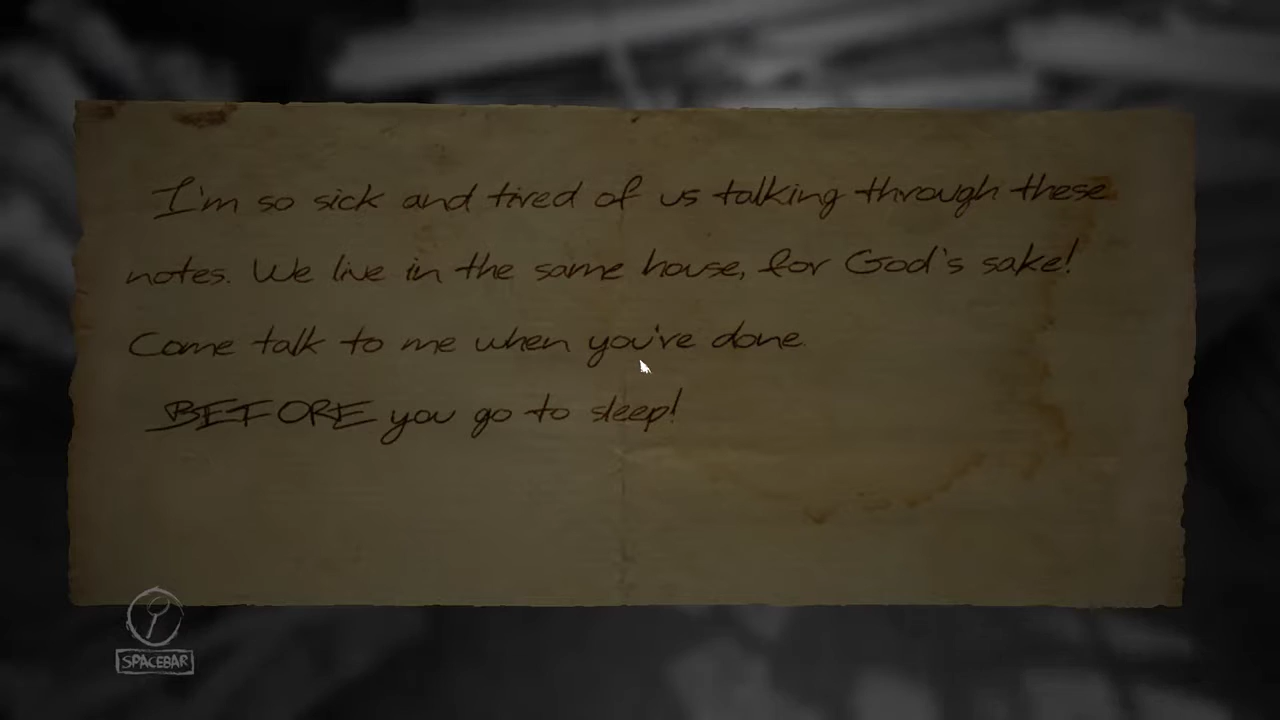 I'm so sick and tired of us talking through these
notes. We live in the same house, for God's sake!
Come talk to me when you're done.
BEFORE you go to sleep!
SPACEBAR